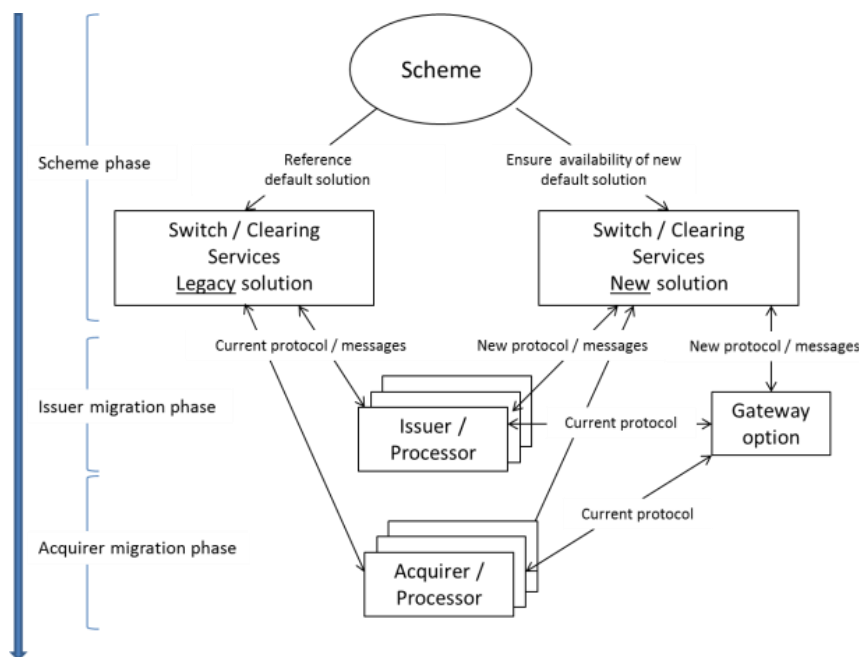 Scheme
Scheme phase
Reference
default solution
Ensure availability of new
default solution
Switch / Clearing
Services
Legacy solution
Switch / Clearing
Services
New solution
Current protocol / messages
New protocol / messages
New protocol / messages
Issuer migration phase
Issuer /
Processor
Current protocol
Gateway
option
Current protocol
Acquirer migration phase
Acquirer /
Processor